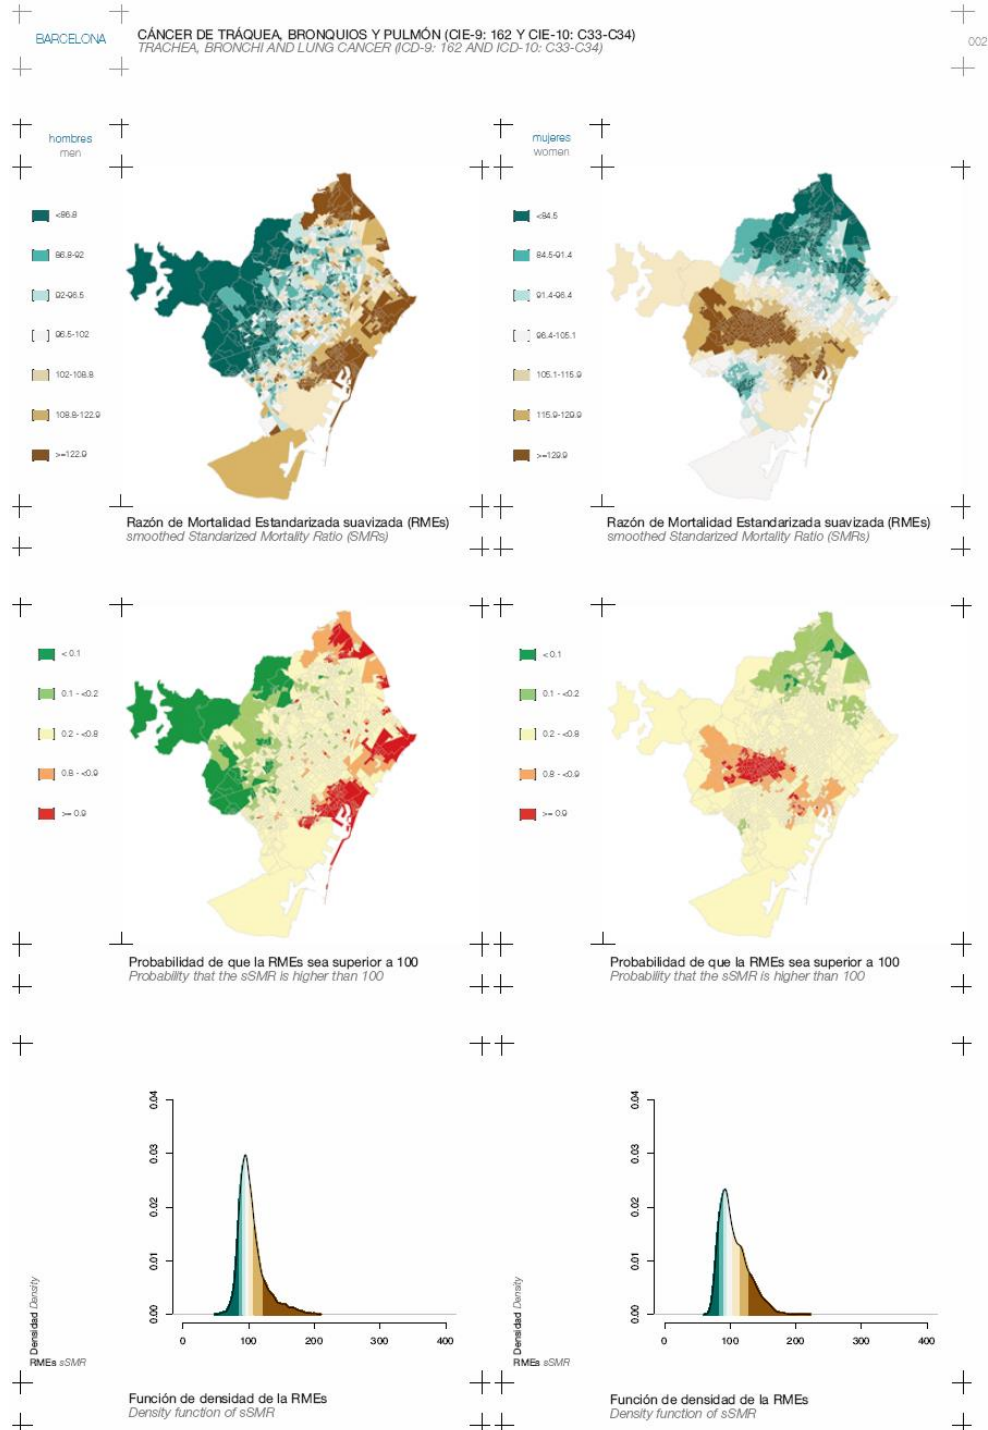 BARCELONA
CÁNCER DE TRÁQUEA, BRONQUIOS Y PULMÓN (CIE-9: 162 Y CIE-10: C33-C34)
TRACHEA, BRONCHI AND LUNG CANCER (ICD-9: 162 AND ICD-10: C33-C34)
002
hombres
men
<86.8
86.8-92
92-96.5
96.5-102
102-108.8
108.8-122.9
>=122.9
Razón de Mortalidad Estandarizada suavizada (RMEs)
smoothed Standarized Mortality Ratio (SMRs)
mujeres
women
<84.5
84.5-91.4
91.4-96.4
96.4-105.1
105.1-115.9
115.9-129.9
>=129.9
Razón de Mortalidad Estandarizada suavizada (RMEs)
smoothed Standarized Mortality Ratio (SMRs)
< 0.1
0.1 - <0.2
0.2 - <0.8
0.8 - <0.9
>= 0.9
Probabilidad de que la RMEs sea superior a 100
Probability that the sSMR is higher than 100
< 0.1
0.1 - <0.2
0.2 - <0.8
0.8 - <0.9
>= 0.9
Probabilidad de que la RMEs sea superior a 100
Probability that the sSMR is higher than 100
0.04
0.03
0.02
0.01
0.00
0 100 200 300 400
Densidad Density
RMEs sSMR
Función de densidad de la RMEs
Density function of sSMR
0.04
0.03
0.02
0.01
0.00
0 100 200 300 400
Densidad Density
RMEs sSMR
Función de densidad de la RMEs
Density function of sSMR